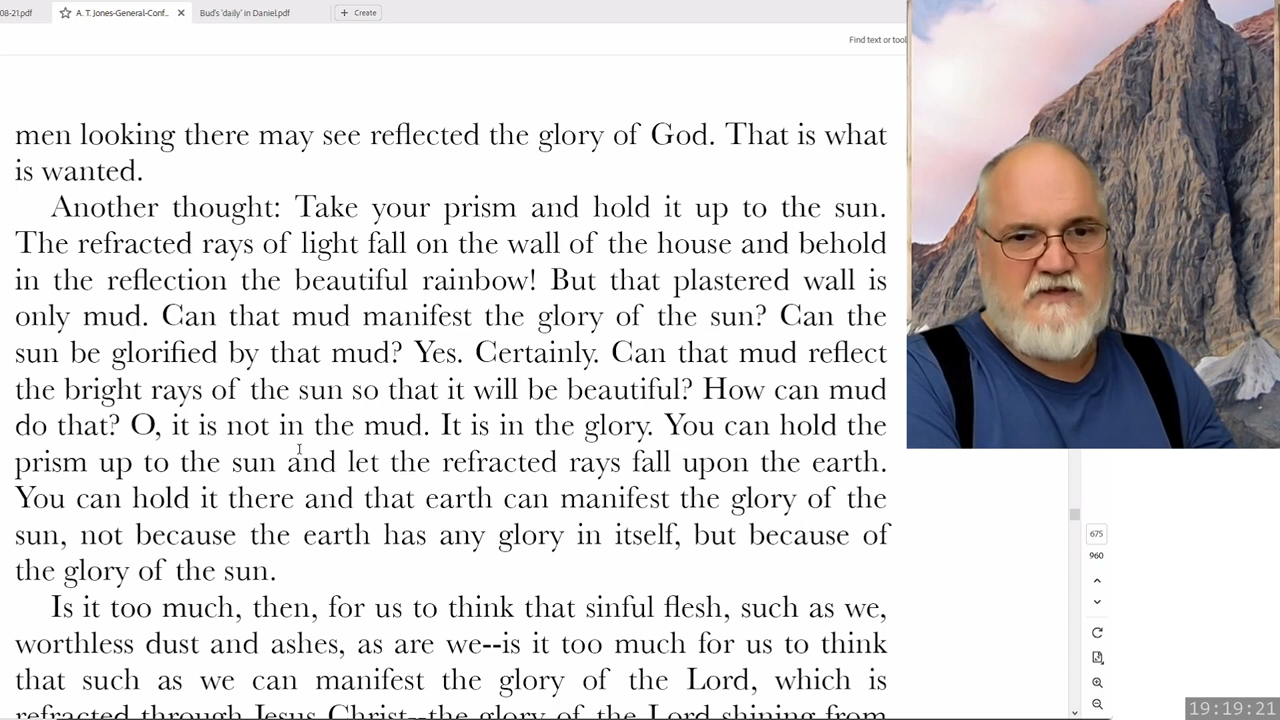 08-21.pdf
A. T. Jones-General-Conf...
Bud's 'daily' in Daniel.pdf
+ Create
Find text or tool
men looking there may see reflected the glory of God. That is what
is wanted.
Another thought: Take your prism and hold it up to the sun.
The refracted rays of light fall on the wall of the house and behold
in the reflection the beautiful rainbow! But that plastered wall is
only mud. Can that mud manifest the glory of the sun? Can the
sun be glorified by that mud? Yes. Certainly. Can that mud reflect
the bright rays of the sun so that it will be beautiful? How can mud
do that? O, it is not in the mud. It is in the glory. You can hold the
prism up to the sun and let the refracted rays fall upon the earth.
You can hold it there and that earth can manifest the glory of the
sun, not because the earth has any glory in itself, but because of
the glory of the sun.
Is it too much, then, for us to think that sinful flesh, such as we,
worthless dust and ashes, as are we--is it too much for us to think
that such as we can manifest the glory of the Lord, which is
refracted through Jesus Christ--the glory of the Lord shining from
675
960
19:19:21